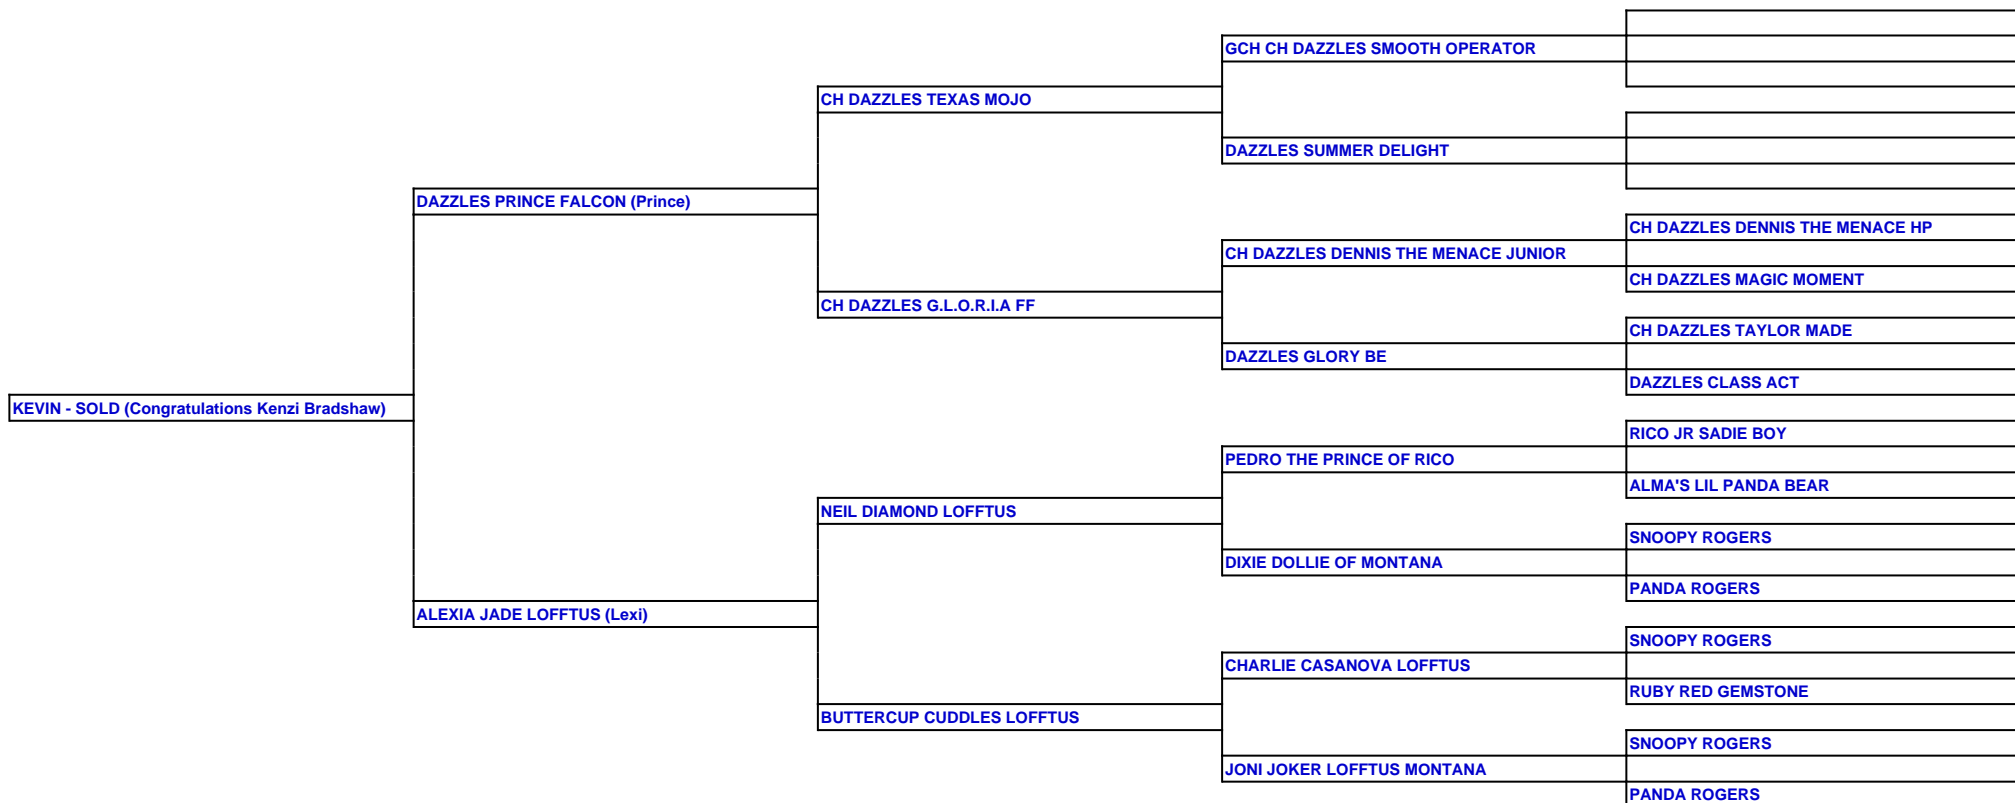 GCH CH DAZZLES SMOOTH OPERATOR
CH DAZZLES TEXAS MOJO
DAZZLES SUMMER DELIGHT
DAZZLES PRINCE FALCON (Prince)
CH DAZZLES DENNIS THE MENACE HP
CH DAZZLES DENNIS THE MENACE JUNIOR
CH DAZZLES MAGIC MOMENT
CH DAZZLES G.L.O.R.I.A FF
CH DAZZLES TAYLOR MADE
DAZZLES GLORY BE
DAZZLES CLASS ACT
KEVIN - SOLD (Congratulations Kenzi Bradshaw)
RICO JR SADIE BOY
PEDRO THE PRINCE OF RICO
ALMA'S LIL PANDA BEAR
NEIL DIAMOND LOFFTUS
SNOOPY ROGERS
DIXIE DOLLIE OF MONTANA
PANDA ROGERS
ALEXIA JADE LOFFTUS (Lexi)
SNOOPY ROGERS
CHARLIE CASANOVA LOFFTUS
RUBY RED GEMSTONE
BUTTERCUP CUDDLES LOFFTUS
SNOOPY ROGERS
JONI JOKER LOFFTUS MONTANA
PANDA ROGERS